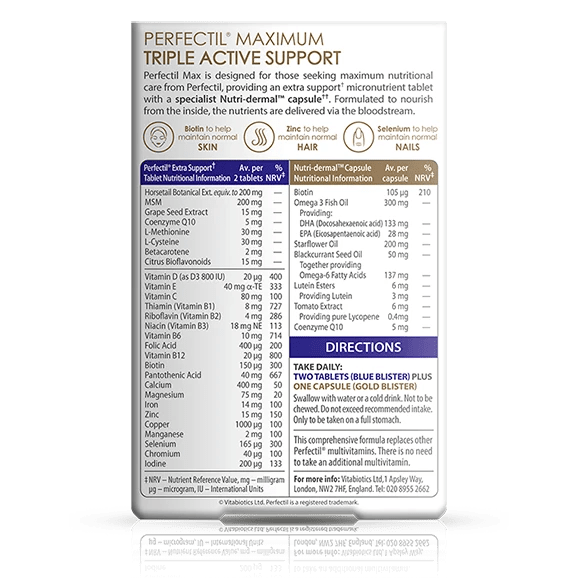 PERFECTIL® MAXIMUM
TRIPLE ACTIVE SUPPORT
Perfectil Max is designed for those seeking maximum nutritional
care from Perfectil, providing an extra support† micronutrient tablet
with a specialist Nutri-dermal™ capsule††. Formulated to nourish
from the inside, the nutrients are delivered via the bloodstream.
Biotin to help
maintain normal
SKIN
Zinc to help
maintain normal
HAIR
Selenium to help
maintain normal
NAILS
Perfectil® Extra Support† Av. per %
Tablet Nutritional Information 2 tablets NRV‡
Horsetail Botanical Ext. equiv. to 200 mg —
MSM 200 mg —
Grape Seed Extract 15 mg —
Coenzyme Q10 5 mg —
L-Methionine 30 mg —
L-Cysteine 30 mg —
Betacarotene 2 mg —
Citrus Bioflavonoids 15 mg —
Vitamin D (as D3 800 IU) 20 µg 400
Vitamin E 40 mg α-TE 333
Vitamin C 80 mg 100
Thiamin (Vitamin B1) 8 mg 727
Riboflavin (Vitamin B2) 4 mg 286
Niacin (Vitamin B3) 18 mg NE 113
Vitamin B6 10 mg 714
Folic Acid 400 µg 200
Vitamin B12 20 µg 800
Biotin 150 µg 300
Pantothenic Acid 40 mg 667
Calcium 400 mg 50
Magnesium 75 mg 20
Iron 14 mg 100
Zinc 15 mg 150
Copper 1000 µg 100
Manganese 2 mg 100
Selenium 165 µg 300
Chromium 40 µg 100
Iodine 200 µg 133
‡ NRV – Nutrient Reference Value, mg – milligram
µg – microgram, IU – International Units
Nutri-dermal™ Capsule Av. per %
Nutritional Information capsule NRV‡
Biotin 105 µg 210
Omega 3 Fish Oil 300 mg —
Providing:
DHA (Docosahexaenoic acid) 133 mg —
EPA (Eicosapentaenoic acid) 28 mg —
Starflower Oil 200 mg —
Blackcurrant Seed Oil 50 mg —
Together providing
Omega-6 Fatty Acids 137 mg —
Lutein Esters 6 mg —
Providing Lutein 3 mg —
Tomato Extract 6 mg —
Providing pure Lycopene 0.4mg —
Coenzyme Q10 5 mg —
DIRECTIONS
TAKE DAILY:
TWO TABLETS (BLUE BLISTER) PLUS
ONE CAPSULE (GOLD BLISTER)
Swallow with water or a cold drink. Not to be
chewed. Do not exceed recommended intake.
Only to be taken on a full stomach.
This comprehensive formula replaces other
Perfectil® multivitamins. There is no need
to take an additional multivitamin.
For more info: Vitabiotics Ltd,1 Apsley Way,
London, NW2 7HF, England. Tel: 020 8955 2662
© Vitabiotics Ltd. Perfectil is a registered trademark.